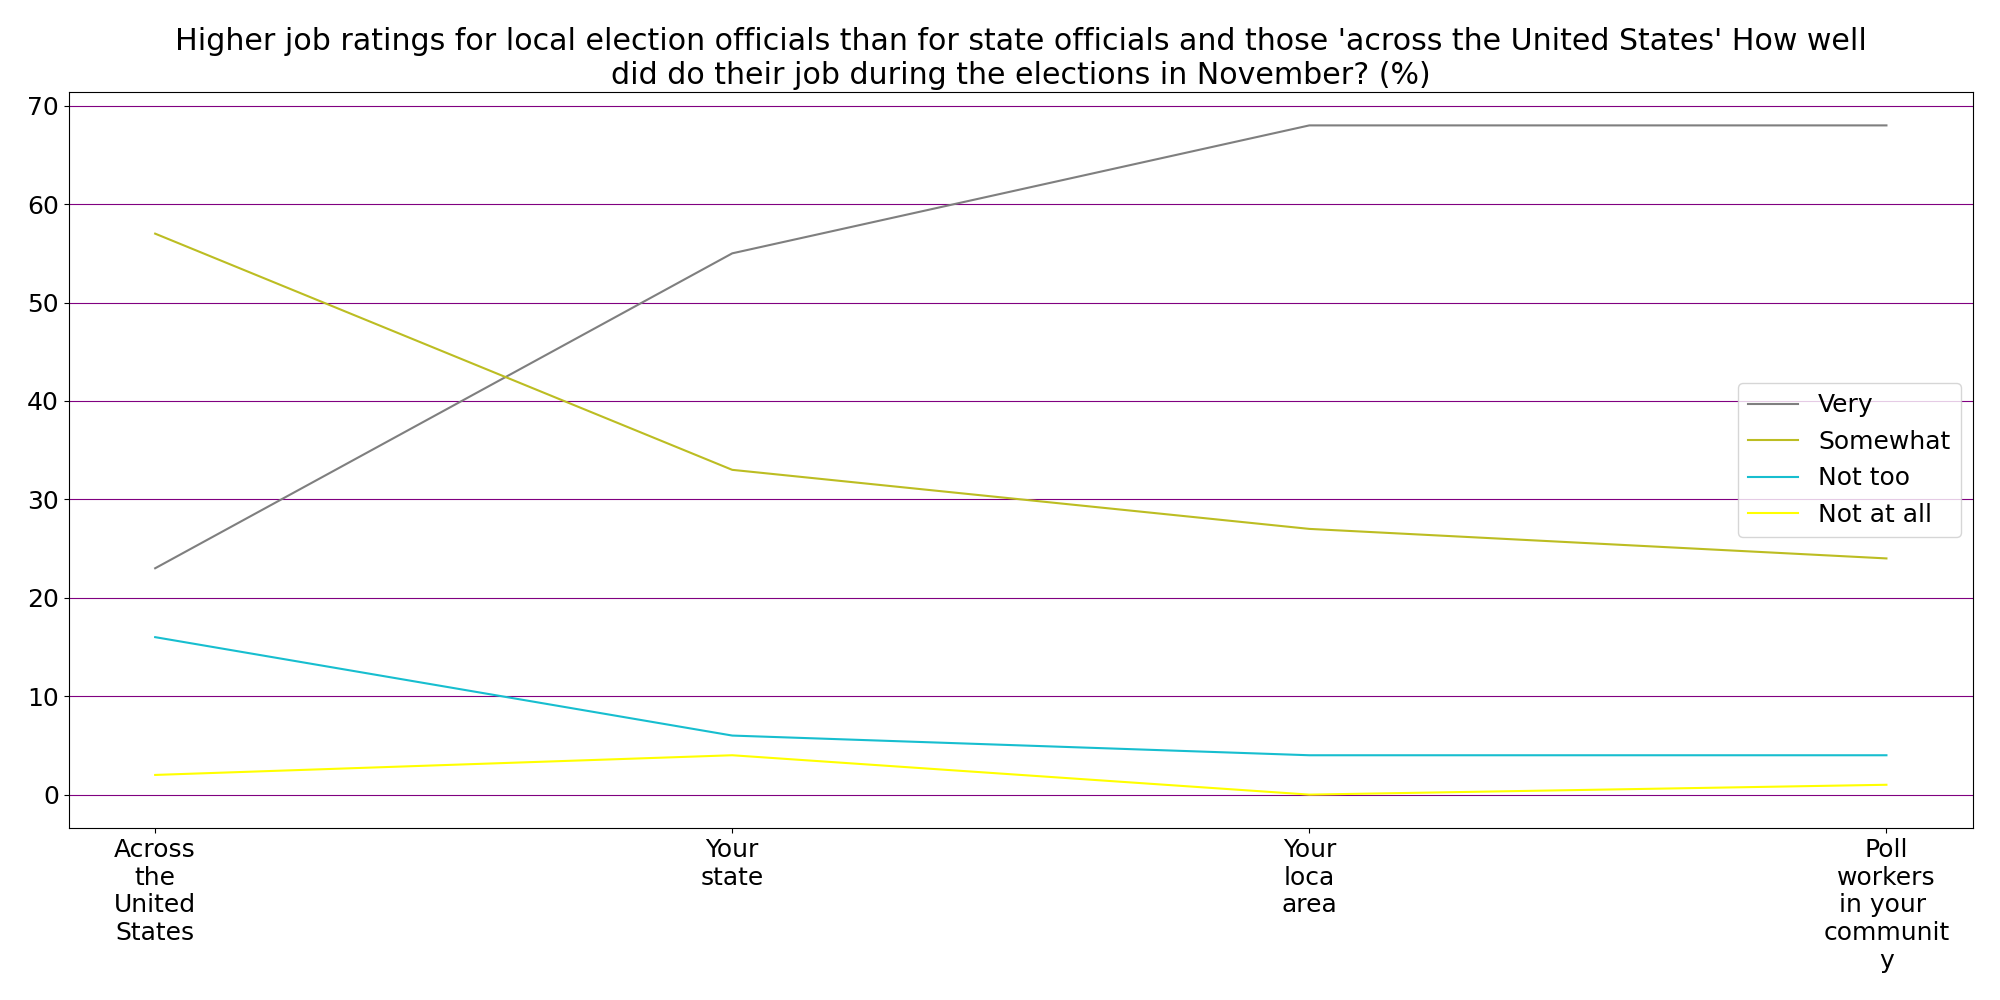 Higher job ratings for local election officials than for state officials and those 'across the United States' How well
did do their job during the elections in November? (%)
70
60
50
40
30
20
10
0
Very
Somewhat
Not too
Not at all
Across
the
United
States
Your
state
Your
loca
area
Poll
workers
in your
communit
y